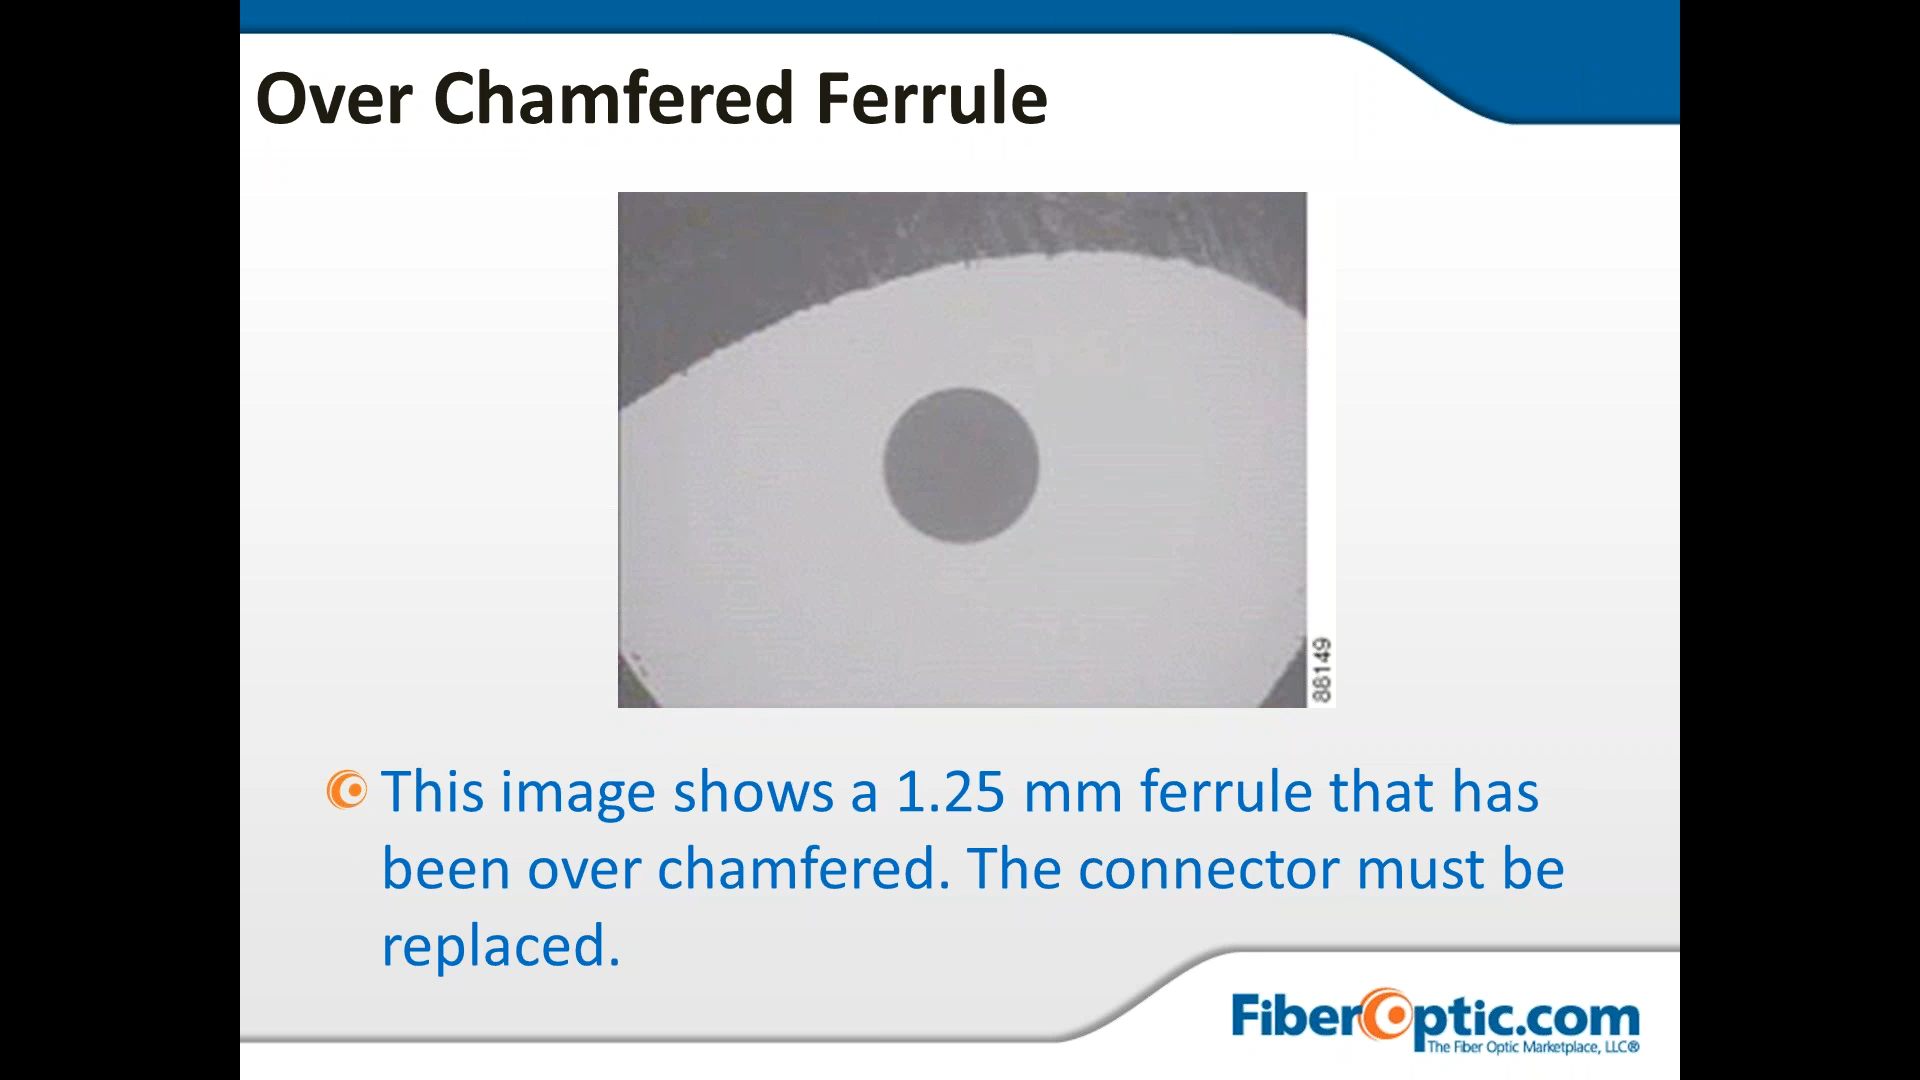 Over Chamfered Ferrule
88149
This image shows a 1.25 mm ferrule that has
been over chamfered. The connector must be
replaced.
FiberOptic.com
The Fiber Optic Marketplace, LLC®